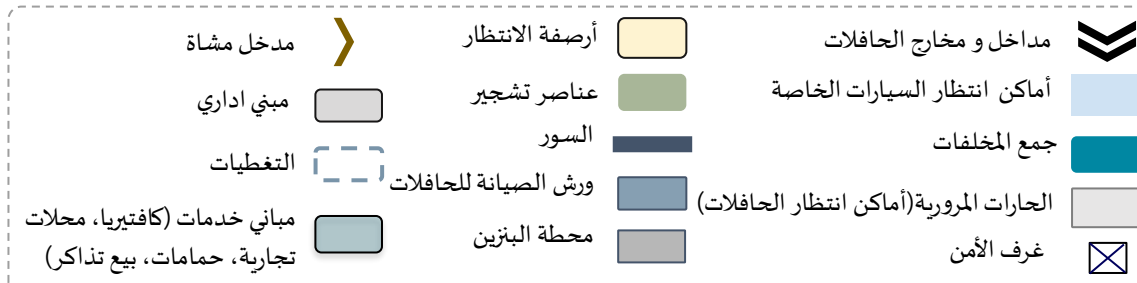 مداخل و مخارج الحافلات
أماكن انتظار السيارات الخاصة
جمع المخلفات
الحارات المرورية(أماكن انتظار الحافلات)
غرف الأمن
أرصفة الانتظار
عناصر تشجير
السور
ورش الصيانة للحافلات
محطة البنزين
مدخل مشاة
مبني اداري
التغطيات
مباني خدمات (كافتيريا، محلات
تجارية، حمامات، بيع تذاكر)